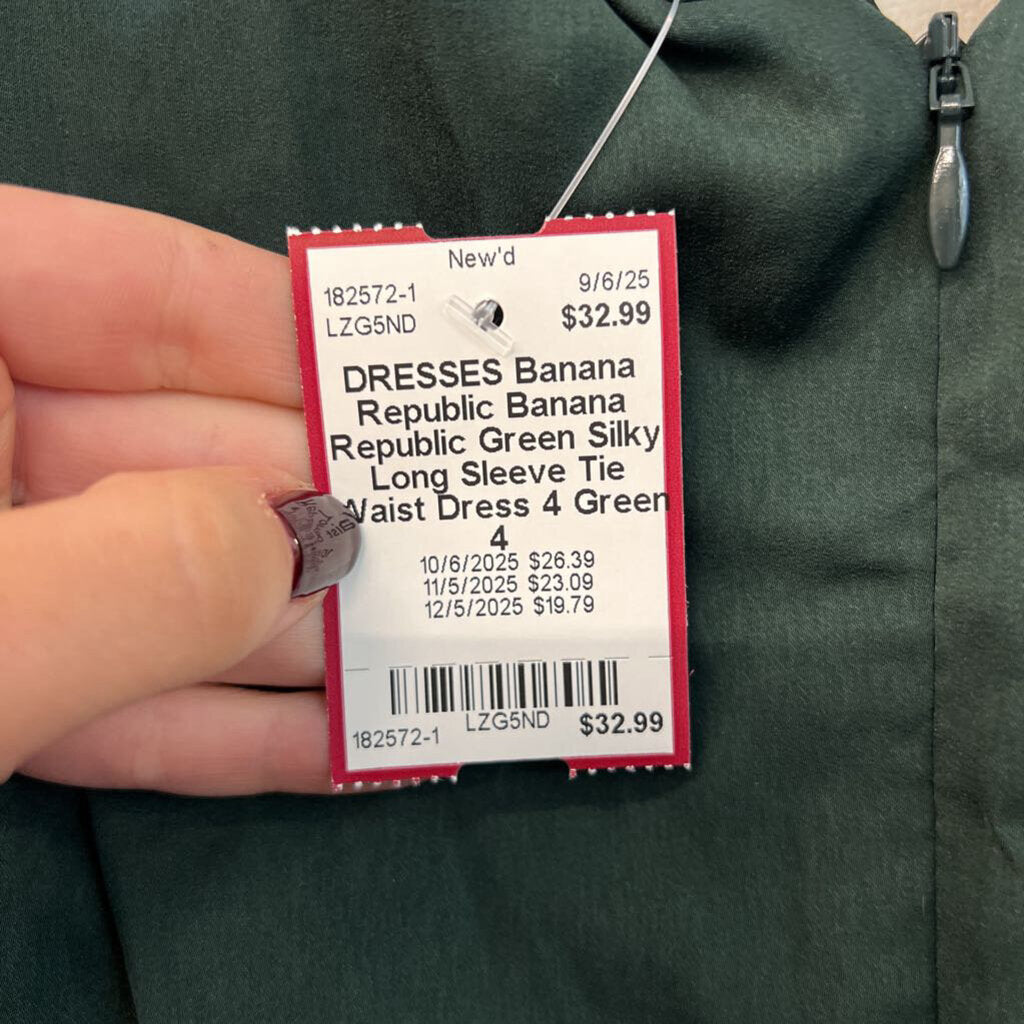 New'd
182572-1 9/6/25
LZG5ND $32.99
DRESSES Banana
Republic Banana
Republic Green Silky
Long Sleeve Tie
Waist Dress 4 Green
4
10/6/2025 $26.39
11/5/2025 $23.09
12/5/2025 $19.79
182572-1 LZG5ND $32.99